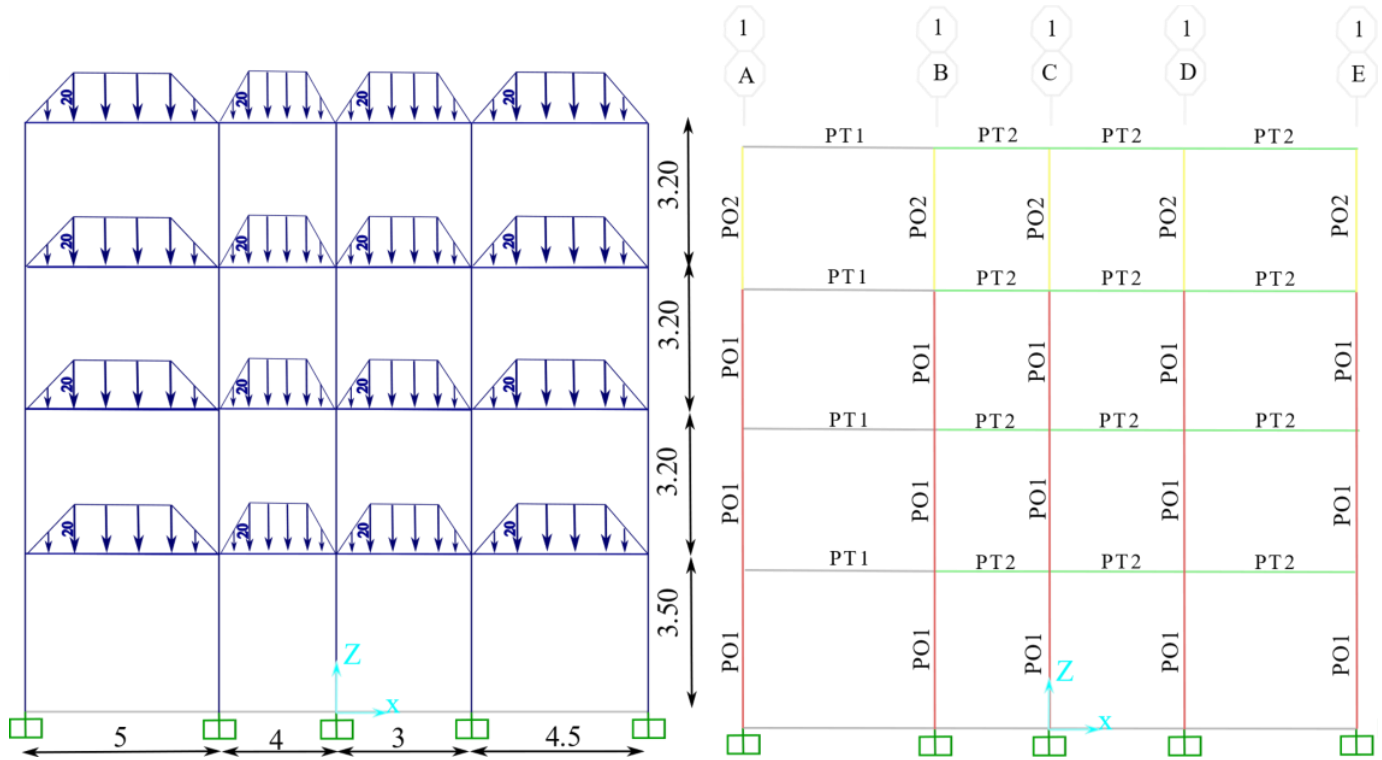 20 20 20 20
3.20
20 20 20 20
3.20
20 20 20 20
3.20
20 20 20 20
3.50
Z
x
5 4 3 4.5
1 1 1 1 1
A B C D E
PT1 PT2 PT2 PT2
PO2 PO2 PO2 PO2 PO2
PT1 PT2 PT2 PT2
PO1 PO1 PO1 PO1 PO1
PT1 PT2 PT2 PT2
PO1 PO1 PO1 PO1 PO1
PT1 PT2 PT2 PT2
PO1 PO1 PO1 PO1 PO1
Z
x